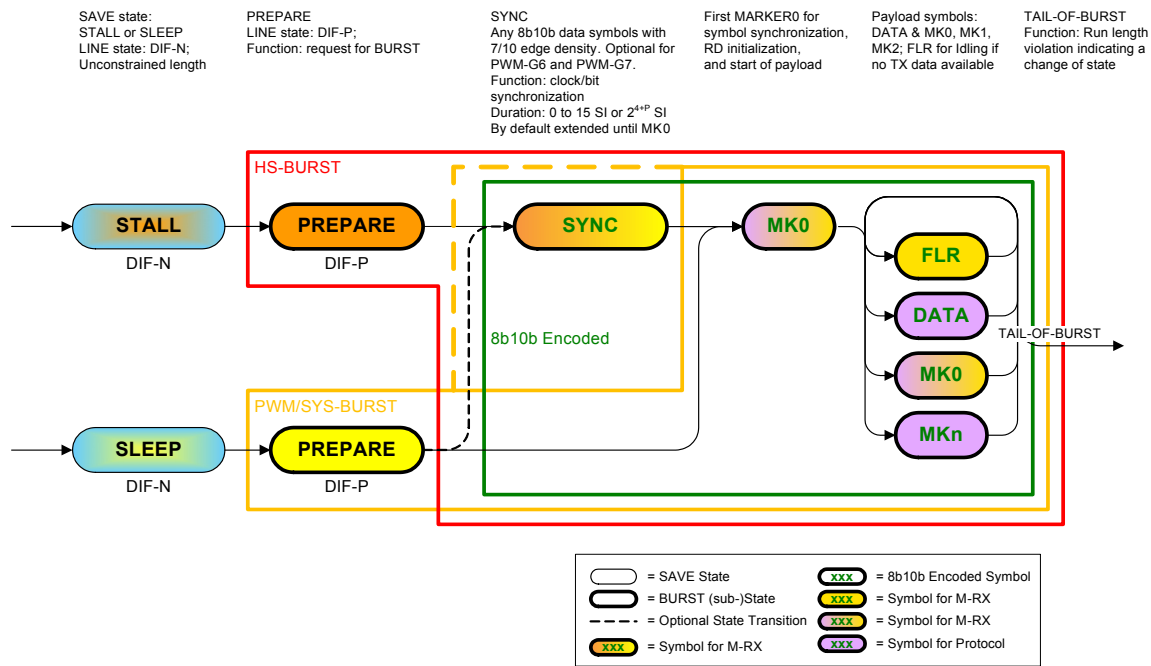 SAVE state:
STALL or SLEEP
LINE state: DIF-N;
Unconstrained length
PREPARE
LINE state: DIF-P;
Function: request for BURST
SYNC
Any 8b10b data symbols with
7/10 edge density. Optional for
PWM-G6 and PWM-G7.
Function: clock/bit
synchronization
Duration: 0 to 15 SI or 2^{4+P} SI
By default extended until MK0
First MARKER0 for
symbol synchronization,
RD initialization,
and start of payload
Payload symbols:
DATA & MK0, MK1,
MK2; FLR for Idling if
no TX data available
TAIL-OF-BURST
Function: Run length
violation indicating a
change of state
HS-BURST
STALL
DIF-N
PREPARE
DIF-P
SYNC
MK0
FLR
DATA
MK0
MKn
TAIL-OF-BURST
8b10b Encoded
PWM/SYS-BURST
SLEEP
DIF-N
PREPARE
DIF-P
= SAVE State
= BURST (sub-)State
= Optional State Transition
xxx = Symbol for M-RX
xxx = 8b10b Encoded Symbol
xxx = Symbol for M-RX
xxx = Symbol for M-RX
xxx = Symbol for Protocol